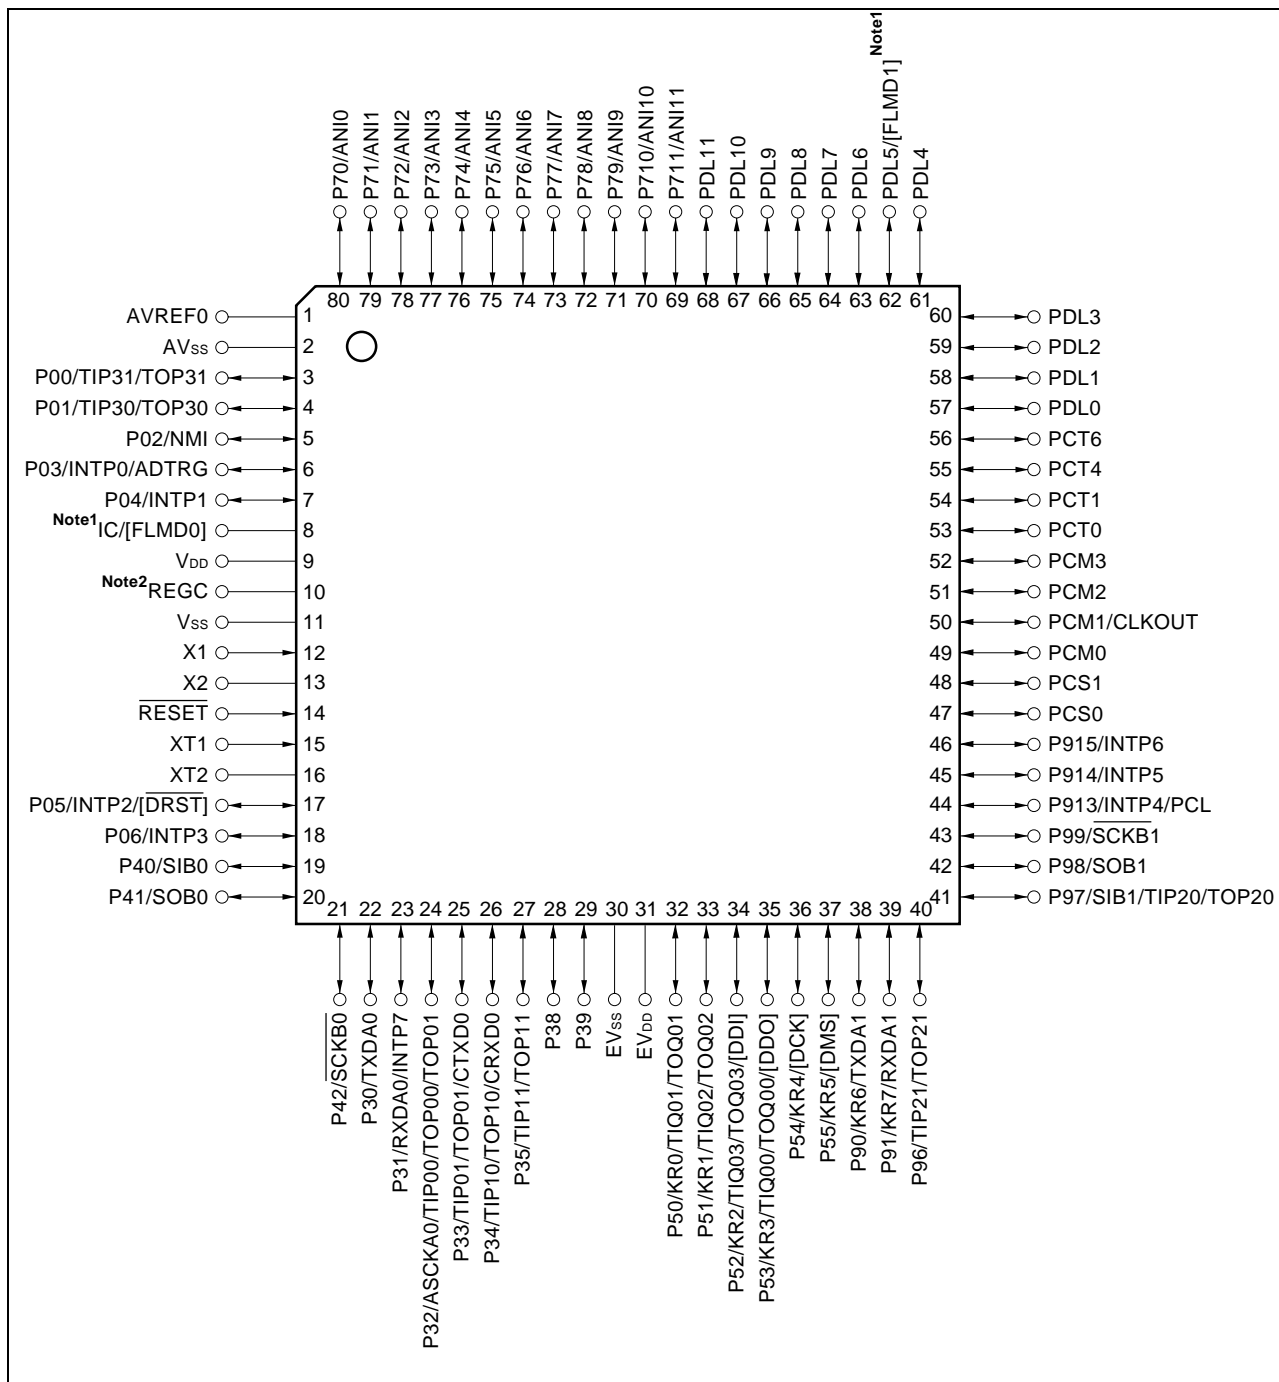 Note1
P70/ANI0
P71/ANI1
P72/ANI2
P73/ANI3
P74/ANI4
P75/ANI5
P76/ANI6
P77/ANI7
P78/ANI8
P79/ANI9
P710/ANI10
P711/ANI11
PDL11
PDL10
PDL9
PDL8
PDL7
PDL6
PDL5/[FLMD1]
PDL4
80 79 78 77 76 75 74 73 72 71 70 69 68 67 66 65 64 63 62 61
AVREF0 1
AVSS 2
P00/TIP31/TOP31 3
P01/TIP30/TOP30 4
P02/NMI 5
P03/INTP0/ADTRG 6
P04/INTP1 7
Note1 IC/[FLMD0] 8
VDD 9
Note2 REGC 10
VSS 11
X1 12
X2 13
RESET 14
XT1 15
XT2 16
P05/INTP2/[DRST] 17
P06/INTP3 18
P40/SIB0 19
P41/SOB0 20
60 PDL3
59 PDL2
58 PDL1
57 PDL0
56 PCT6
55 PCT4
54 PCT1
53 PCT0
52 PCM3
51 PCM2
50 PCM1/CLKOUT
49 PCM0
48 PCS1
47 PCS0
46 P915/INTP6
45 P914/INTP5
44 P913/INTP4/PCL
43 P99/SCKB1
42 P98/SOB1
41 P97/SIB1/TIP20/TOP20
21 22 23 24 25 26 27 28 29 30 31 32 33 34 35 36 37 38 39 40
P42/SCKB0
P30/TXDA0
P31/RXDA0/INTP7
P32/ASCKA0/TIP00/TOP00/TOP01
P33/TIP01/TOP01/CTXD0
P34/TIP10/TOP10/CRXD0
P35/TIP11/TOP11
P38
P39
EVSS
EVDD
P50/KR0/TIQ01/TOQ01
P51/KR1/TIQ02/TOQ02
P52/KR2/TIQ03/TOQ03/[DDI]
P53/KR3/TIQ00/TOQ00/[DDO]
P54/KR4/[DCK]
P55/KR5/[DMS]
P90/KR6/TXDA1
P91/KR7/RXDA1
P96/TIP21/TOP21